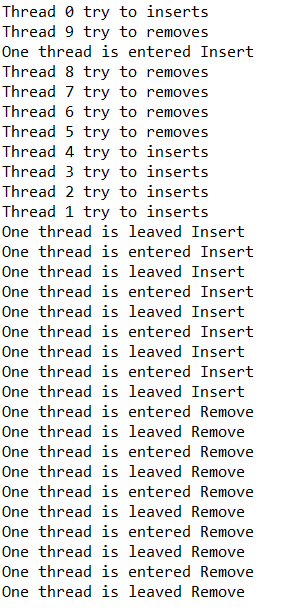 Thread 0 try to inserts
Thread 9 try to removes
One thread is entered Insert
Thread 8 try to removes
Thread 7 try to removes
Thread 6 try to removes
Thread 5 try to removes
Thread 4 try to inserts
Thread 3 try to inserts
Thread 2 try to inserts
Thread 1 try to inserts
One thread is leaved Insert
One thread is entered Insert
One thread is leaved Insert
One thread is entered Insert
One thread is leaved Insert
One thread is entered Insert
One thread is leaved Insert
One thread is entered Insert
One thread is leaved Insert
One thread is entered Remove
One thread is leaved Remove
One thread is entered Remove
One thread is leaved Remove
One thread is entered Remove
One thread is leaved Remove
One thread is entered Remove
One thread is leaved Remove
One thread is entered Remove
One thread is leaved Remove